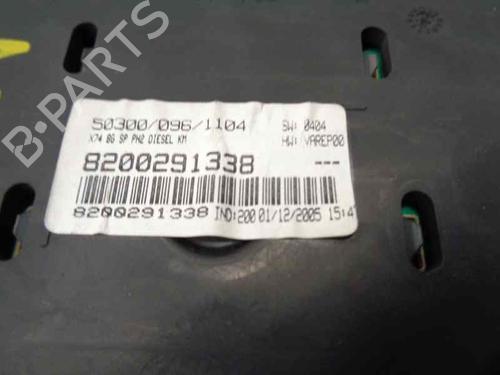 50300/096/1104
X74 BG SP PH2 DIESEL KM
SW: 0404
HW: VAREP00
8200291338 ---
8200291338 IND:200 01/12/2005 15:4
B-PARTS